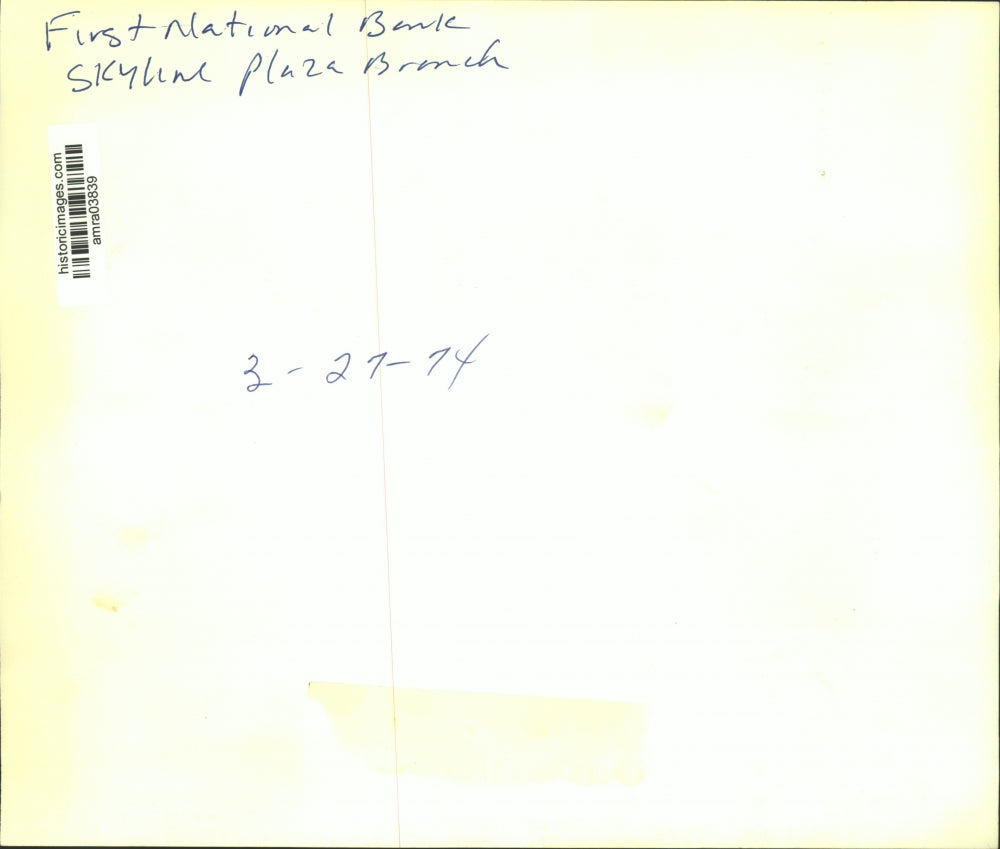 First National Bank
Skyline Plaza Branch
historicimages.com
amra03839
3-27-74